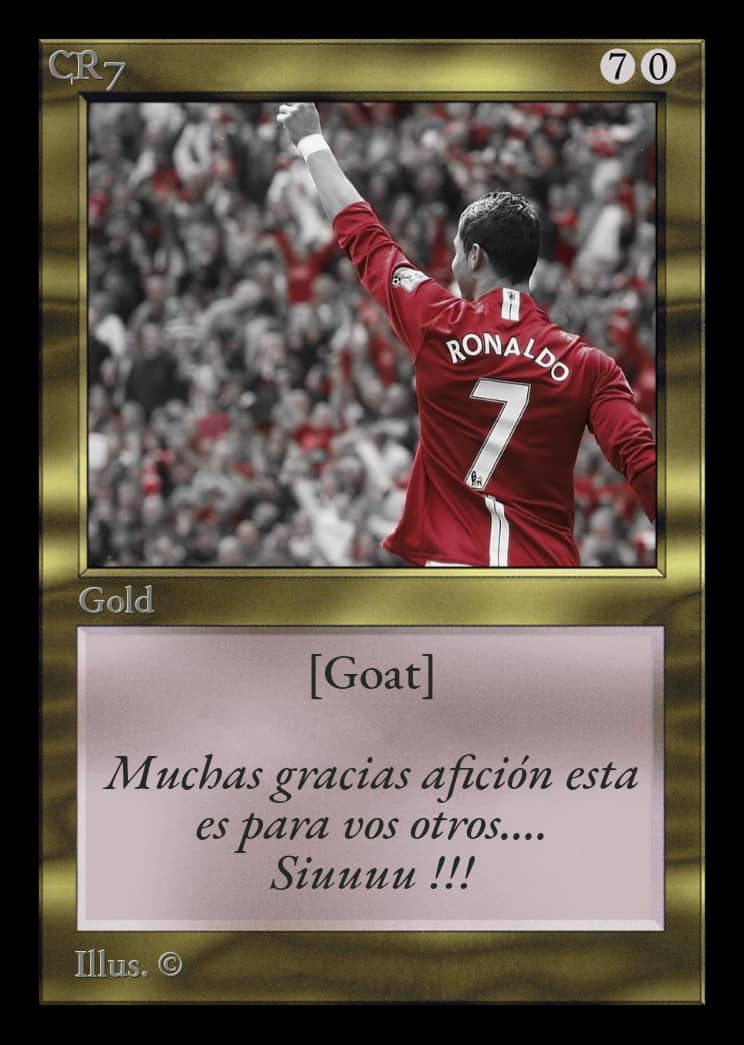 CR7
7 0
RONALDO
7
Gold
[Goat]
Muchas gracias afición esta
es para vos otros....
Siuuuu !!!
Illus. ©